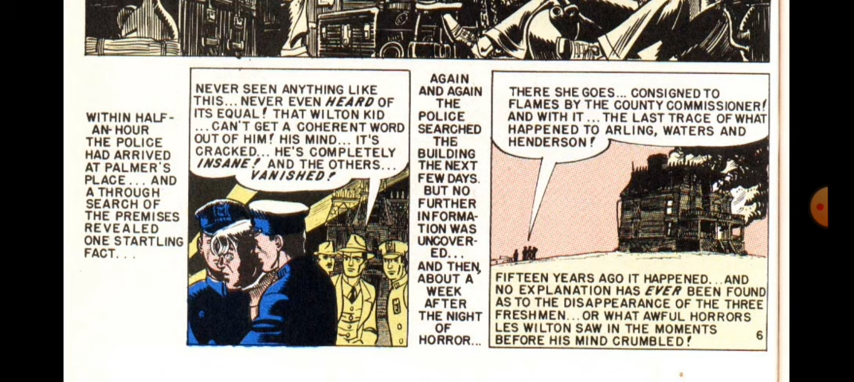 WITHIN HALF-
AN-HOUR
THE POLICE
HAD ARRIVED
AT PALMER'S
PLACE... AND
A THROUGH
SEARCH OF
THE PREMISES
REVEALED
ONE STARTLING
FACT...
NEVER SEEN ANYTHING LIKE
THIS... NEVER EVEN HEARD OF
ITS EQUAL! THAT WILTON KID
...CAN'T GET A COHERENT WORD
OUT OF HIM! HIS MIND... IT'S
CRACKED... HE'S COMPLETELY
INSANE! AND THE OTHERS...
VANISHED!
AGAIN
AND AGAIN
THE
POLICE
SEARCHED
THE
BUILDING
THE NEXT
FEW DAYS.
BUT NO
FURTHER
INFORMA-
TION WAS
UNCOVER-
ED...
AND THEN,
ABOUT A
WEEK
AFTER
THE NIGHT
OF
HORROR...
THERE SHE GOES... CONSIGNED TO
FLAMES BY THE COUNTY COMMISSIONER!
AND WITH IT... THE LAST TRACE OF WHAT
HAPPENED TO ARLING, WATERS AND
HENDERSON!
FIFTEEN YEARS AGO IT HAPPENED...AND
NO EXPLANATION HAS EVER BEEN FOUND
AS TO THE DISAPPEARANCE OF THE THREE
FRESHMEN...OR WHAT AWFUL HORRORS
LES WILTON SAW IN THE MOMENTS
BEFORE HIS MIND CRUMBLED!
6